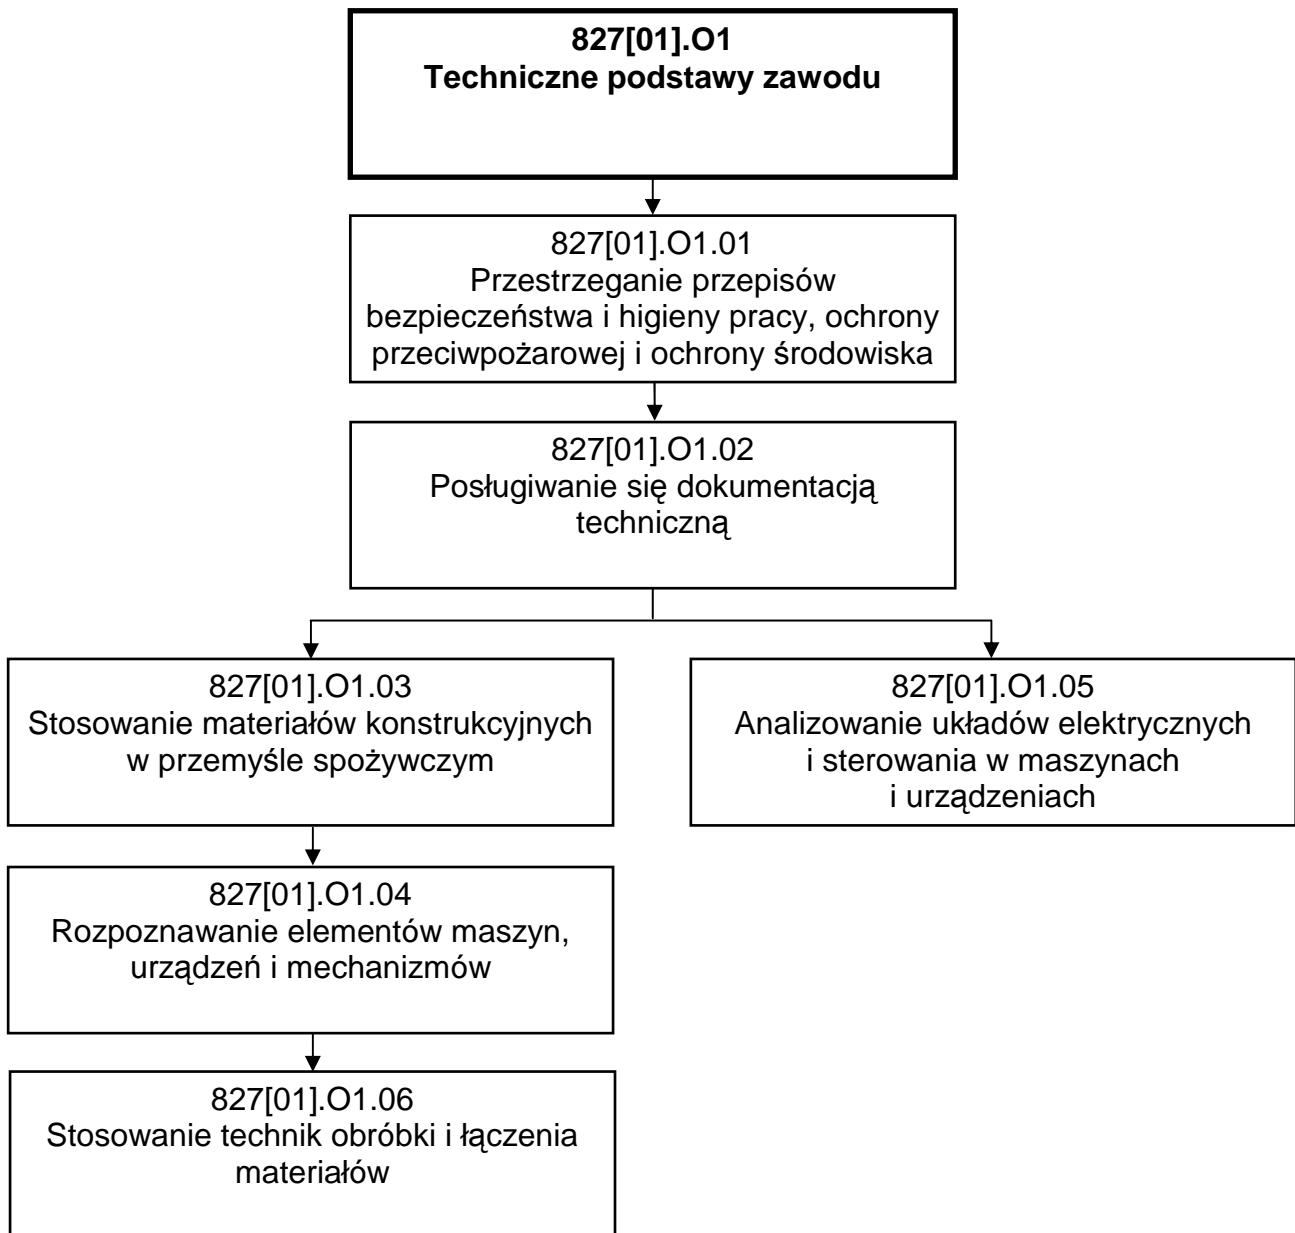 827[01].O1
Techniczne podstawy zawodu
827[01].O1.01
Przestrzeganie przepisów
bezpieczeństwa i higieny pracy, ochrony
przeciwpożarowej i ochrony środowiska
827[01].O1.02
Posługiwanie się dokumentacją
techniczną
827[01].O1.03
Stosowanie materiałów konstrukcyjnych
w przemyśle spożywczym
827[01].O1.05
Analizowanie układów elektrycznych
i sterowania w maszynach
i urządzeniach
827[01].O1.04
Rozpoznawanie elementów maszyn,
urządzeń i mechanizmów
827[01].O1.06
Stosowanie technik obróbki i łączenia
materiałów